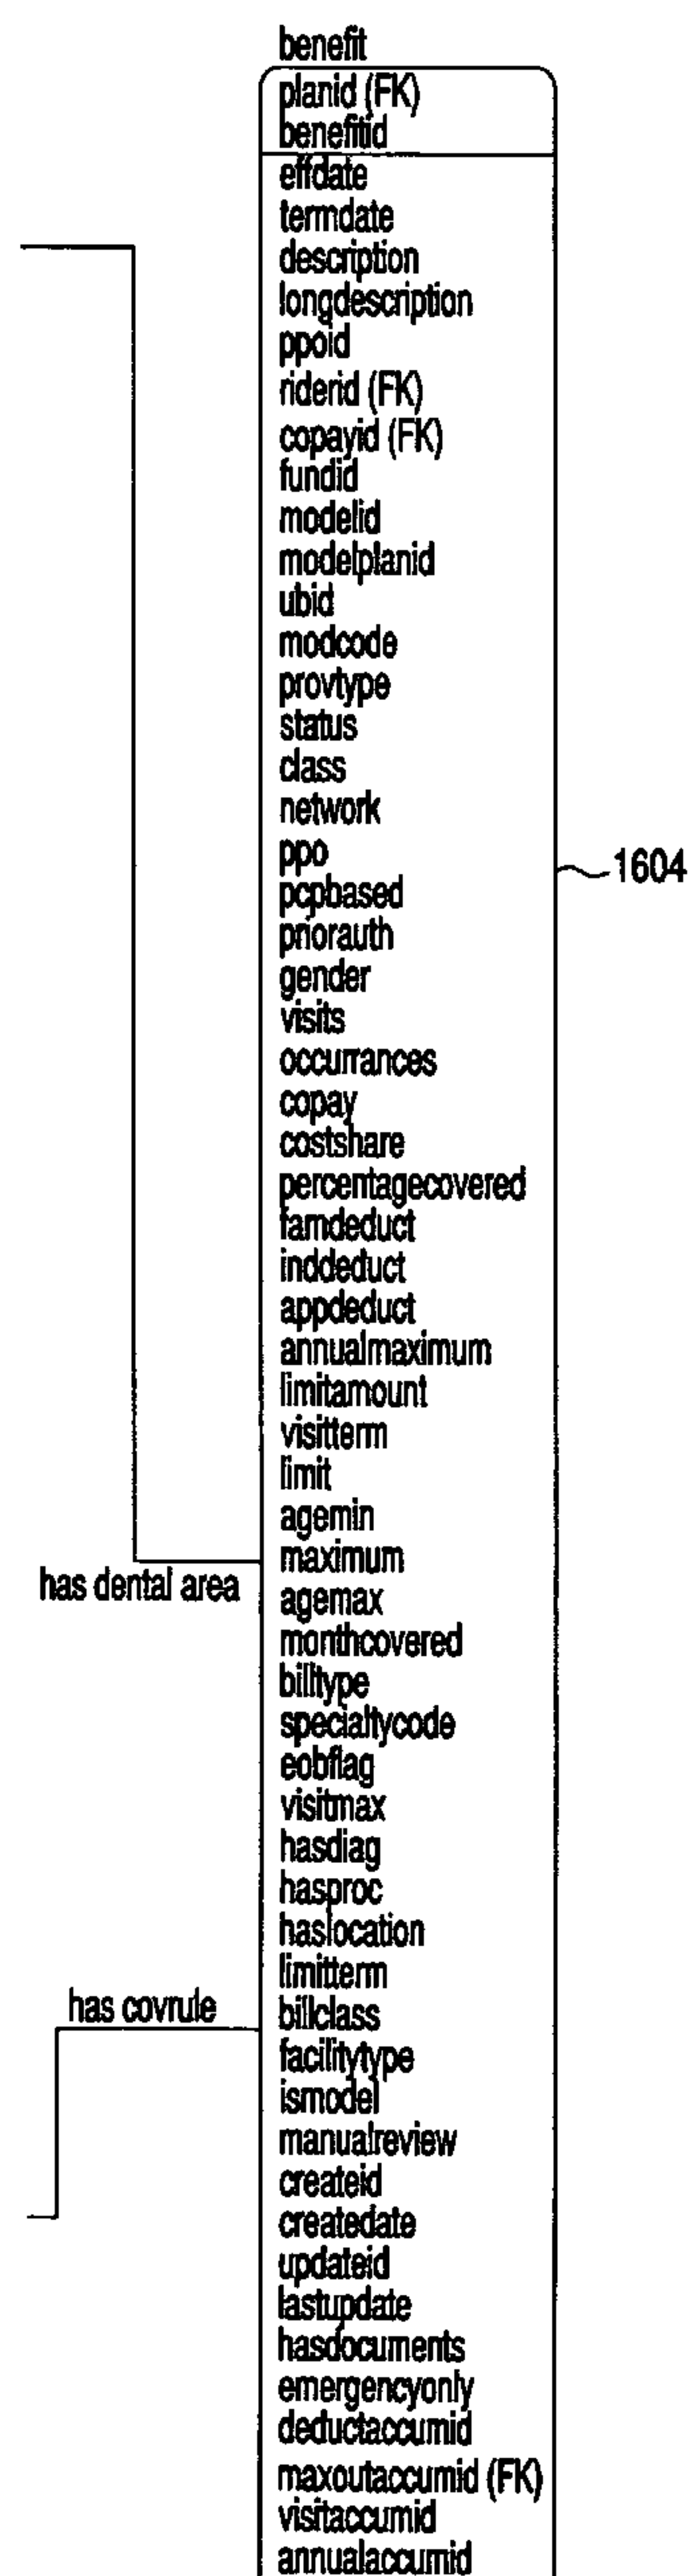 benefit
planid (FK)
benefitid
effdate
termdate
description
longdescription
ppoid
riderid (FK)
copayid (FK)
fundid
modelid
modelplanid
ubid
modcode
provtype
status
class
network
ppo
1604
pcpbased
priorauth
gender
visits
occurrances
copay
costshare
percentagecovered
famdeduct
inddeduct
appdeduct
annualmaximum
limitamount
visitterm
limit
agemin
maximum
has dental area
agemax
monthcovered
billtype
specialtycode
eobflag
visitmax
hasdiag
hasproc
haslocation
limitterm
has covrule
billclass
facilitytype
ismodel
manualreview
createid
createdate
updateid
lastupdate
hasdocuments
emergencyonly
deductaccumid
maxoutaccumid (FK)
visitaccumid
annualaccumid